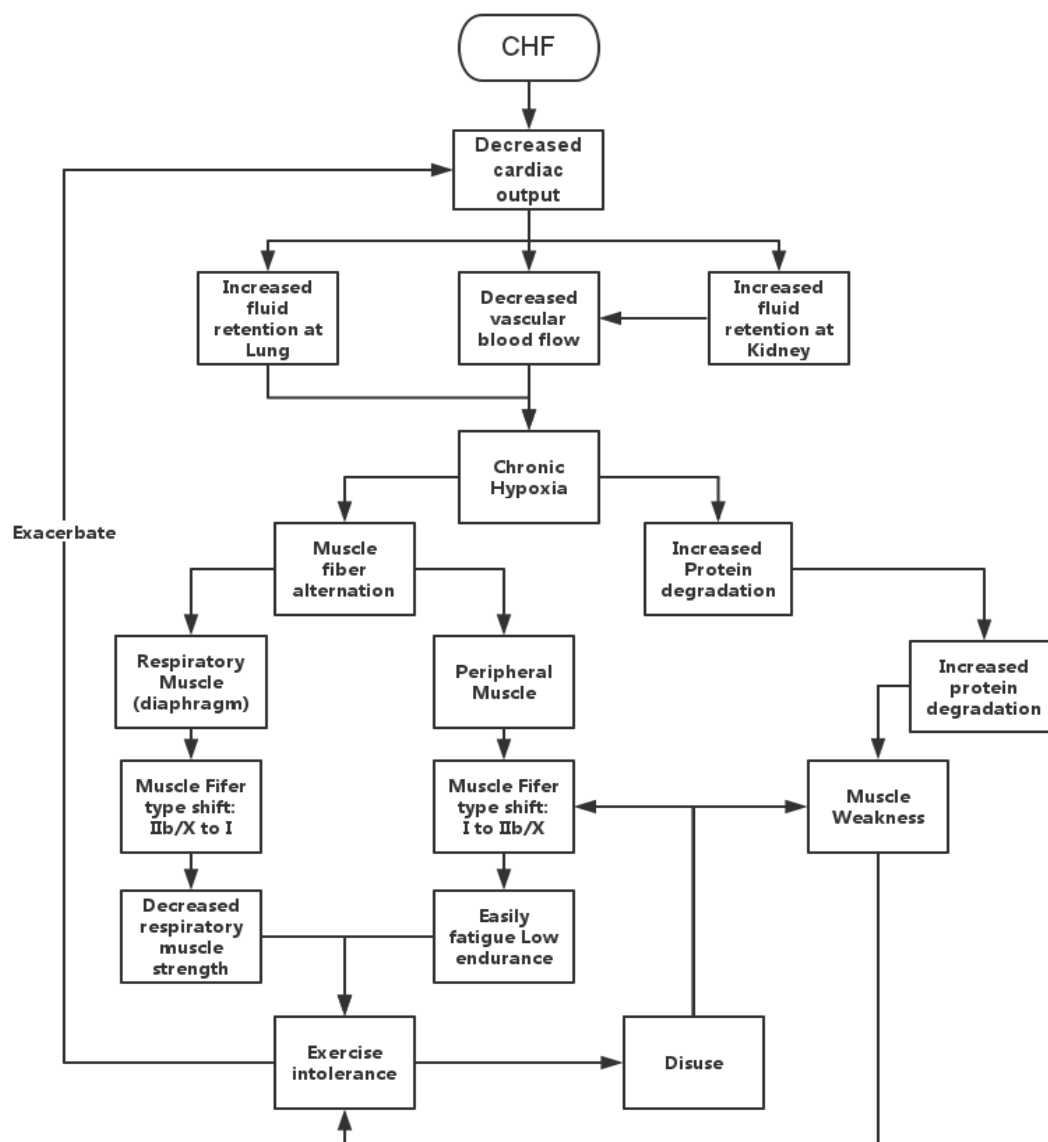 CHF
Decreased
cardiac
output
Increased
fluid
retention at
Lung
Decreased
vascular
blood flow
Increased
fluid
retention at
Kidney
Chronic
Hypoxia
Exacerbate
Muscle
fiber
alternation
Increased
Protein
degradation
Respiratory
Muscle
(diaphragm)
Peripheral
Muscle
Increased
protein
degradation
Muscle Fifer
type shift:
IIb/X to I
Muscle Fifer
type shift:
I to IIb/X
Muscle
Weakness
Decreased
respiratory
muscle
strength
Easily
fatigue Low
endurance
Exercise
intolerance
Disuse